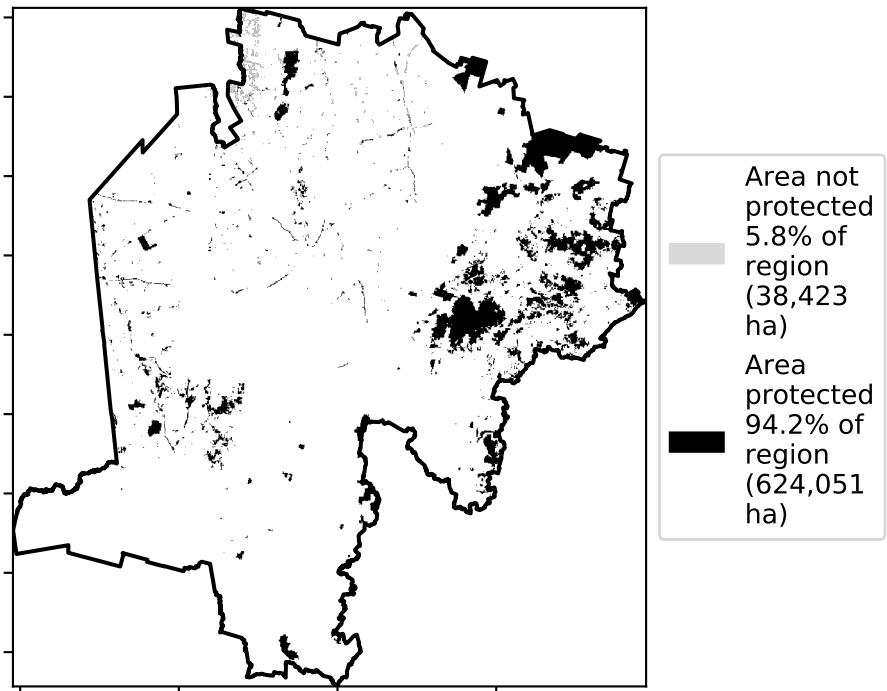 Area not
protected
5.8% of
region
(38,423
ha)
Area
protected
94.2% of
region
(624,051
ha)